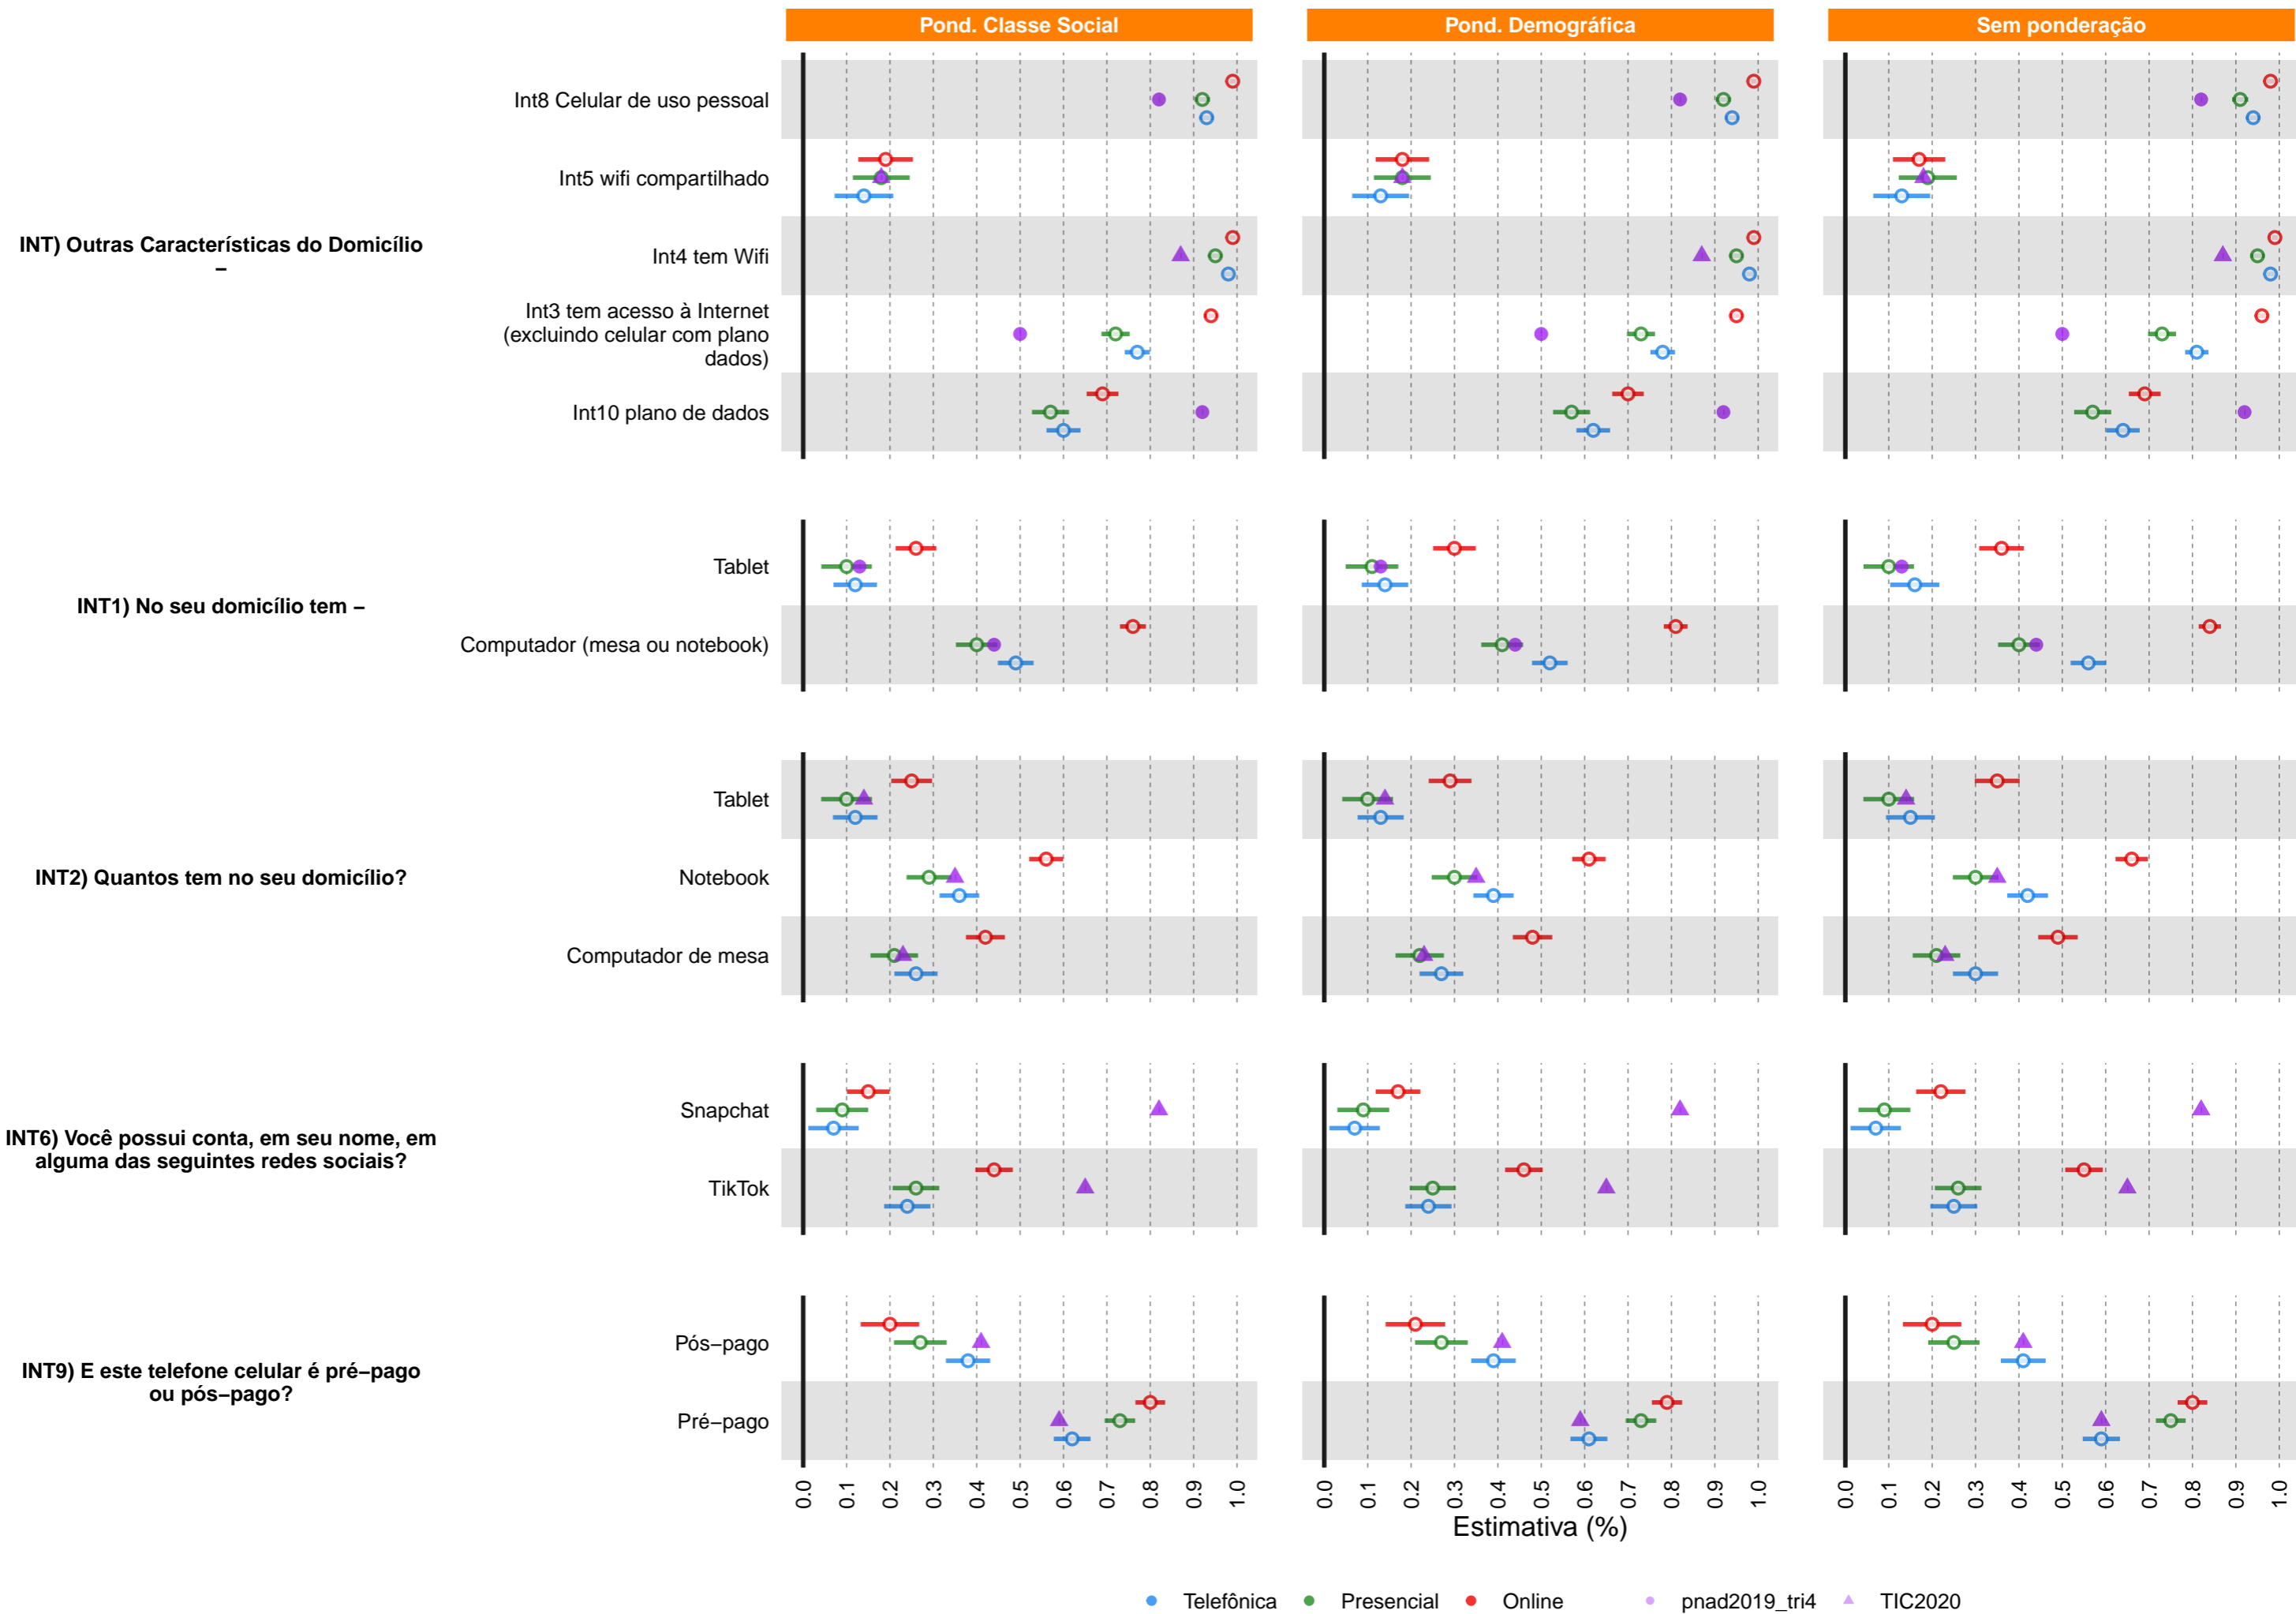 Pond. Classe Social
Pond. Demográfica
Sem ponderação
INT) Outras Características do Domicílio
–
Int8 Celular de uso pessoal
Int5 wifi compartilhado
Int4 tem Wifi
Int3 tem acesso à Internet
(excluindo celular com plano
dados)
Int10 plano de dados
INT1) No seu domicílio tem –
Tablet
Computador (mesa ou notebook)
INT2) Quantos tem no seu domicílio?
Tablet
Notebook
Computador de mesa
INT6) Você possui conta, em seu nome, em
alguma das seguintes redes sociais?
Snapchat
TikTok
INT9) E este telefone celular é pré–pago
ou pós–pago?
Pós–pago
Pré–pago
0.0 0.1 0.2 0.3 0.4 0.5 0.6 0.7 0.8 0.9 1.0
0.0 0.1 0.2 0.3 0.4 0.5 0.6 0.7 0.8 0.9 1.0
0.0 0.1 0.2 0.3 0.4 0.5 0.6 0.7 0.8 0.9 1.0
Estimativa (%)
Telefônica Presencial Online pnad2019_tri4 TIC2020